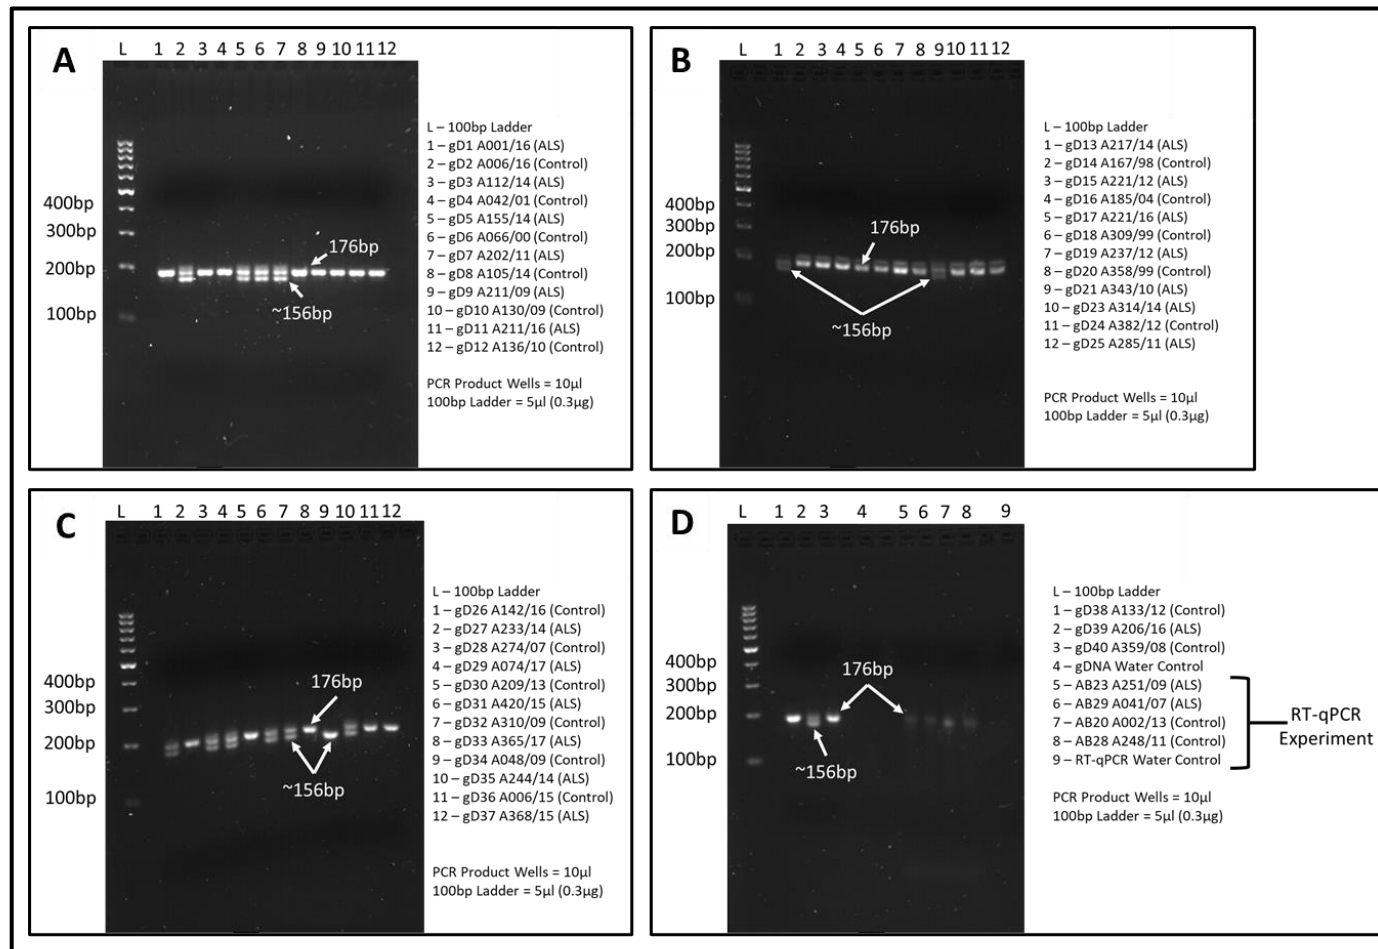 A
L 1 2 3 4 5 6 7 8 9 10 11 12
400bp
300bp
200bp
100bp
176bp
~156bp
L – 100bp Ladder
1 – gD1 A001/16 (ALS)
2 – gD2 A006/16 (Control)
3 – gD3 A112/14 (ALS)
4 – gD4 A042/01 (Control)
5 – gD5 A155/14 (ALS)
6 – gD6 A066/00 (Control)
7 – gD7 A202/11 (ALS)
8 – gD8 A105/14 (Control)
9 – gD9 A211/09 (ALS)
10 – gD10 A130/09 (Control)
11 – gD11 A211/16 (ALS)
12 – gD12 A136/10 (Control)
PCR Product Wells = 10µl
100bp Ladder = 5µl (0.3µg)
B
L 1 2 3 4 5 6 7 8 9 10 11 12
400bp
300bp
200bp
100bp
176bp
~156bp
L – 100bp Ladder
1 – gD13 A217/14 (ALS)
2 – gD14 A167/98 (Control)
3 – gD15 A221/12 (ALS)
4 – gD16 A185/04 (Control)
5 – gD17 A221/16 (ALS)
6 – gD18 A309/99 (Control)
7 – gD19 A237/12 (ALS)
8 – gD20 A358/99 (Control)
9 – gD21 A343/10 (ALS)
10 – gD23 A314/14 (ALS)
11 – gD24 A382/12 (Control)
12 – gD25 A285/11 (ALS)
PCR Product Wells = 10µl
100bp Ladder = 5µl (0.3µg)
C
L 1 2 3 4 5 6 7 8 9 10 11 12
400bp
300bp
200bp
100bp
176bp
~156bp
L – 100bp Ladder
1 – gD26 A142/16 (Control)
2 – gD27 A233/14 (ALS)
3 – gD28 A274/07 (Control)
4 – gD29 A074/17 (ALS)
5 – gD30 A209/13 (Control)
6 – gD31 A420/15 (ALS)
7 – gD32 A310/09 (Control)
8 – gD33 A365/17 (ALS)
9 – gD34 A048/09 (Control)
10 – gD35 A244/14 (ALS)
11 – gD36 A006/15 (Control)
12 – gD37 A368/15 (ALS)
PCR Product Wells = 10µl
100bp Ladder = 5µl (0.3µg)
D
L 1 2 3 4 5 6 7 8 9
400bp
300bp
200bp
100bp
176bp
~156bp
L – 100bp Ladder
1 – gD38 A133/12 (Control)
2 – gD39 A206/16 (ALS)
3 – gD40 A359/08 (Control)
4 – gDNA Water Control
5 – AB23 A251/09 (ALS)
6 – AB29 A041/07 (ALS)
7 – AB20 A002/13 (Control)
8 – AB28 A248/11 (Control)
9 – RT-qPCR Water Control
RT-qPCR
Experiment
PCR Product Wells = 10µl
100bp Ladder = 5µl (0.3µg)